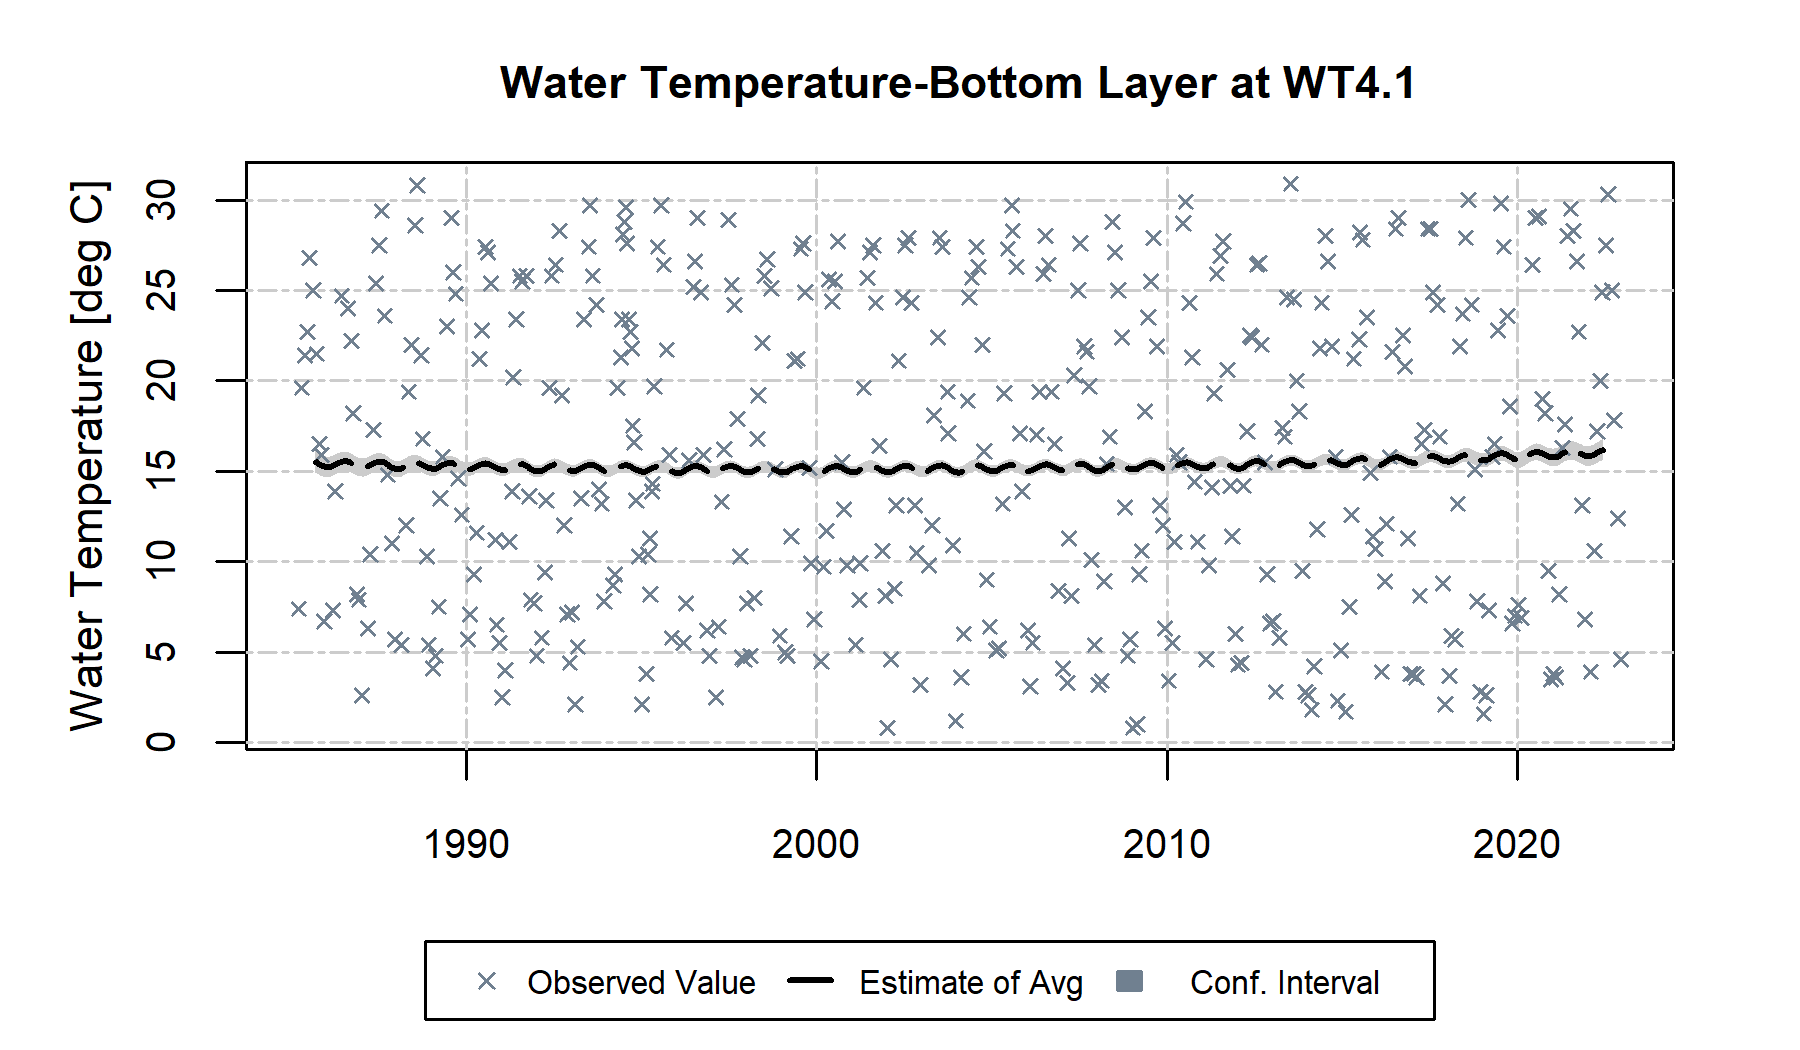 Water Temperature-Bottom Layer at WT4.1
Water Temperature [deg C]
30
25
20
15
10
5
0
1990 2000 2010 2020
Observed Value Estimate of Avg Conf. Interval